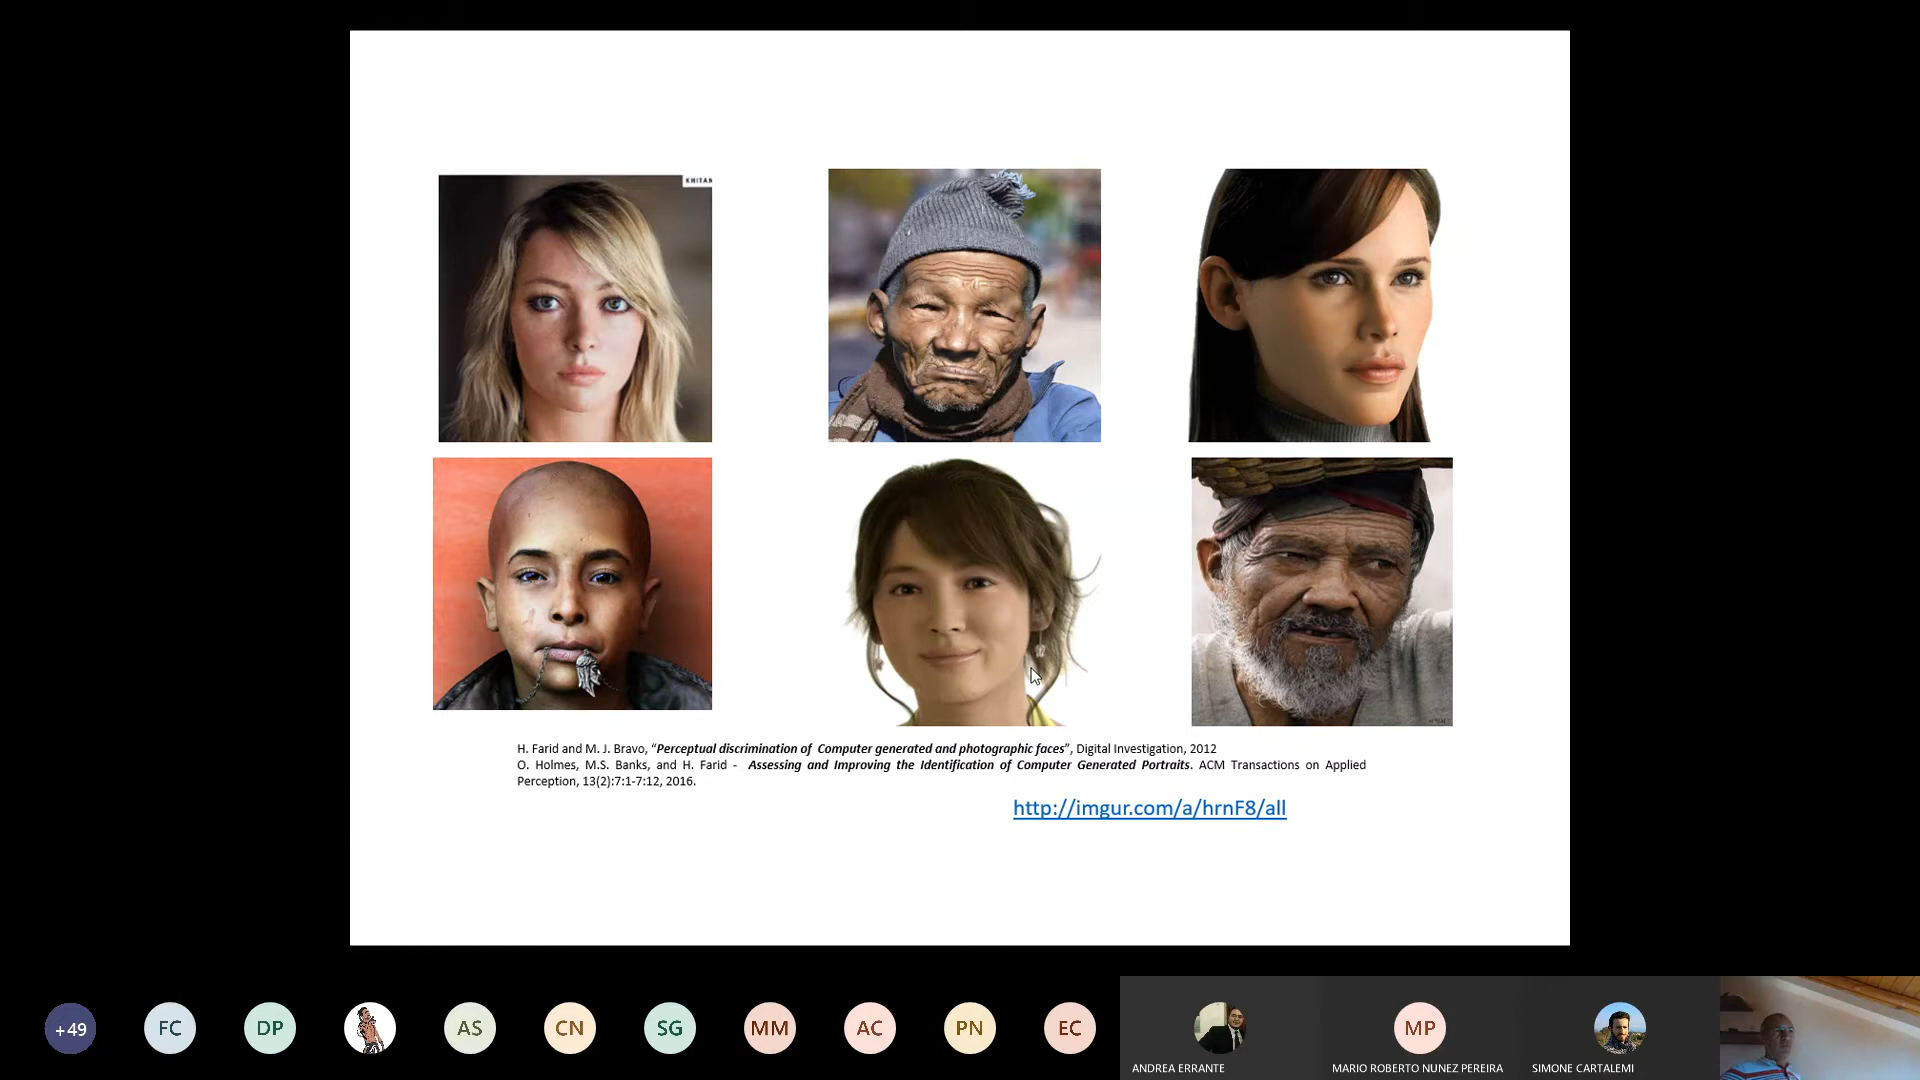 KHITAN
H. Farid and M. J. Bravo, “Perceptual discrimination of Computer generated and photographic faces”, Digital Investigation, 2012
O. Holmes, M.S. Banks, and H. Farid - Assessing and Improving the Identification of Computer Generated Portraits. ACM Transactions on Applied
Perception, 13(2):7:1-7:12, 2016.
http://imgur.com/a/hrnF8/all
+49 FC DP AS CN SG MM AC PN EC MP
ANDREA ERRANTE MARIO ROBERTO NUNEZ PEREIRA SIMONE CARTALEMI